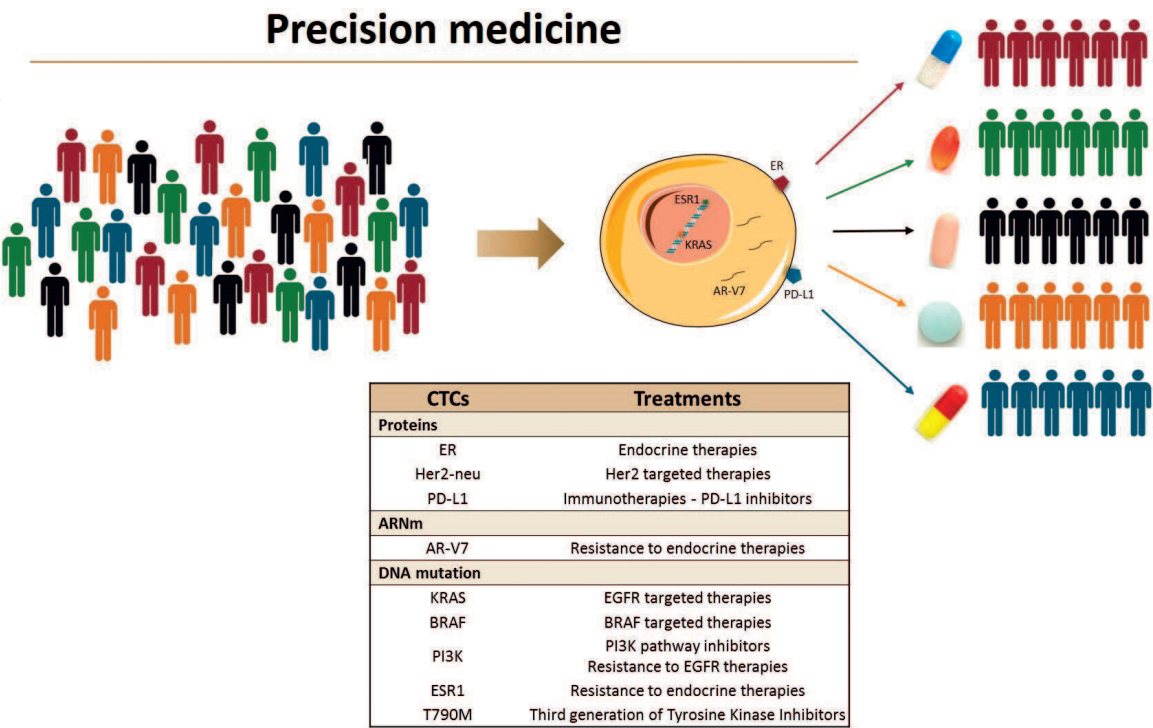 Precision medicine
ER
ESR1
KRAS
AR-V7
PD-L1
CTCs Treatments
Proteins
ER Endocrine therapies
Her2-neu Her2 targeted therapies
PD-L1 Immunotherapies - PD-L1 inhibitors
ARNm
AR-V7 Resistance to endocrine therapies
DNA mutation
KRAS EGFR targeted therapies
BRAF BRAF targeted therapies
PI3K PI3K pathway inhibitors
Resistance to EGFR therapies
ESR1 Resistance to endocrine therapies
T790M Third generation of Tyrosine Kinase Inhibitors